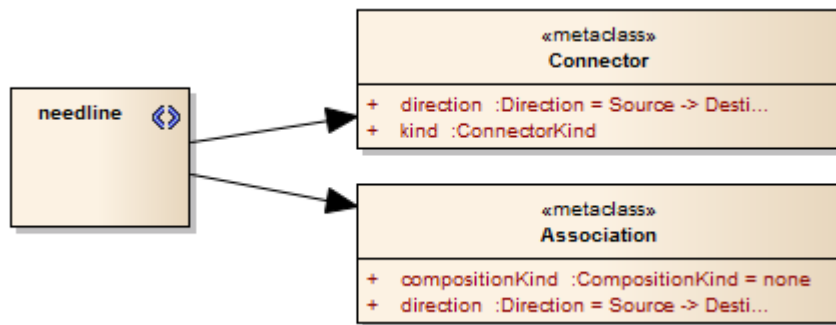 needline
«metaclass»
Connector
+ direction :Direction = Source -> Desti...
+ kind :ConnectorKind
«metaclass»
Association
+ compositionKind :CompositionKind = none
+ direction :Direction = Source -> Desti...